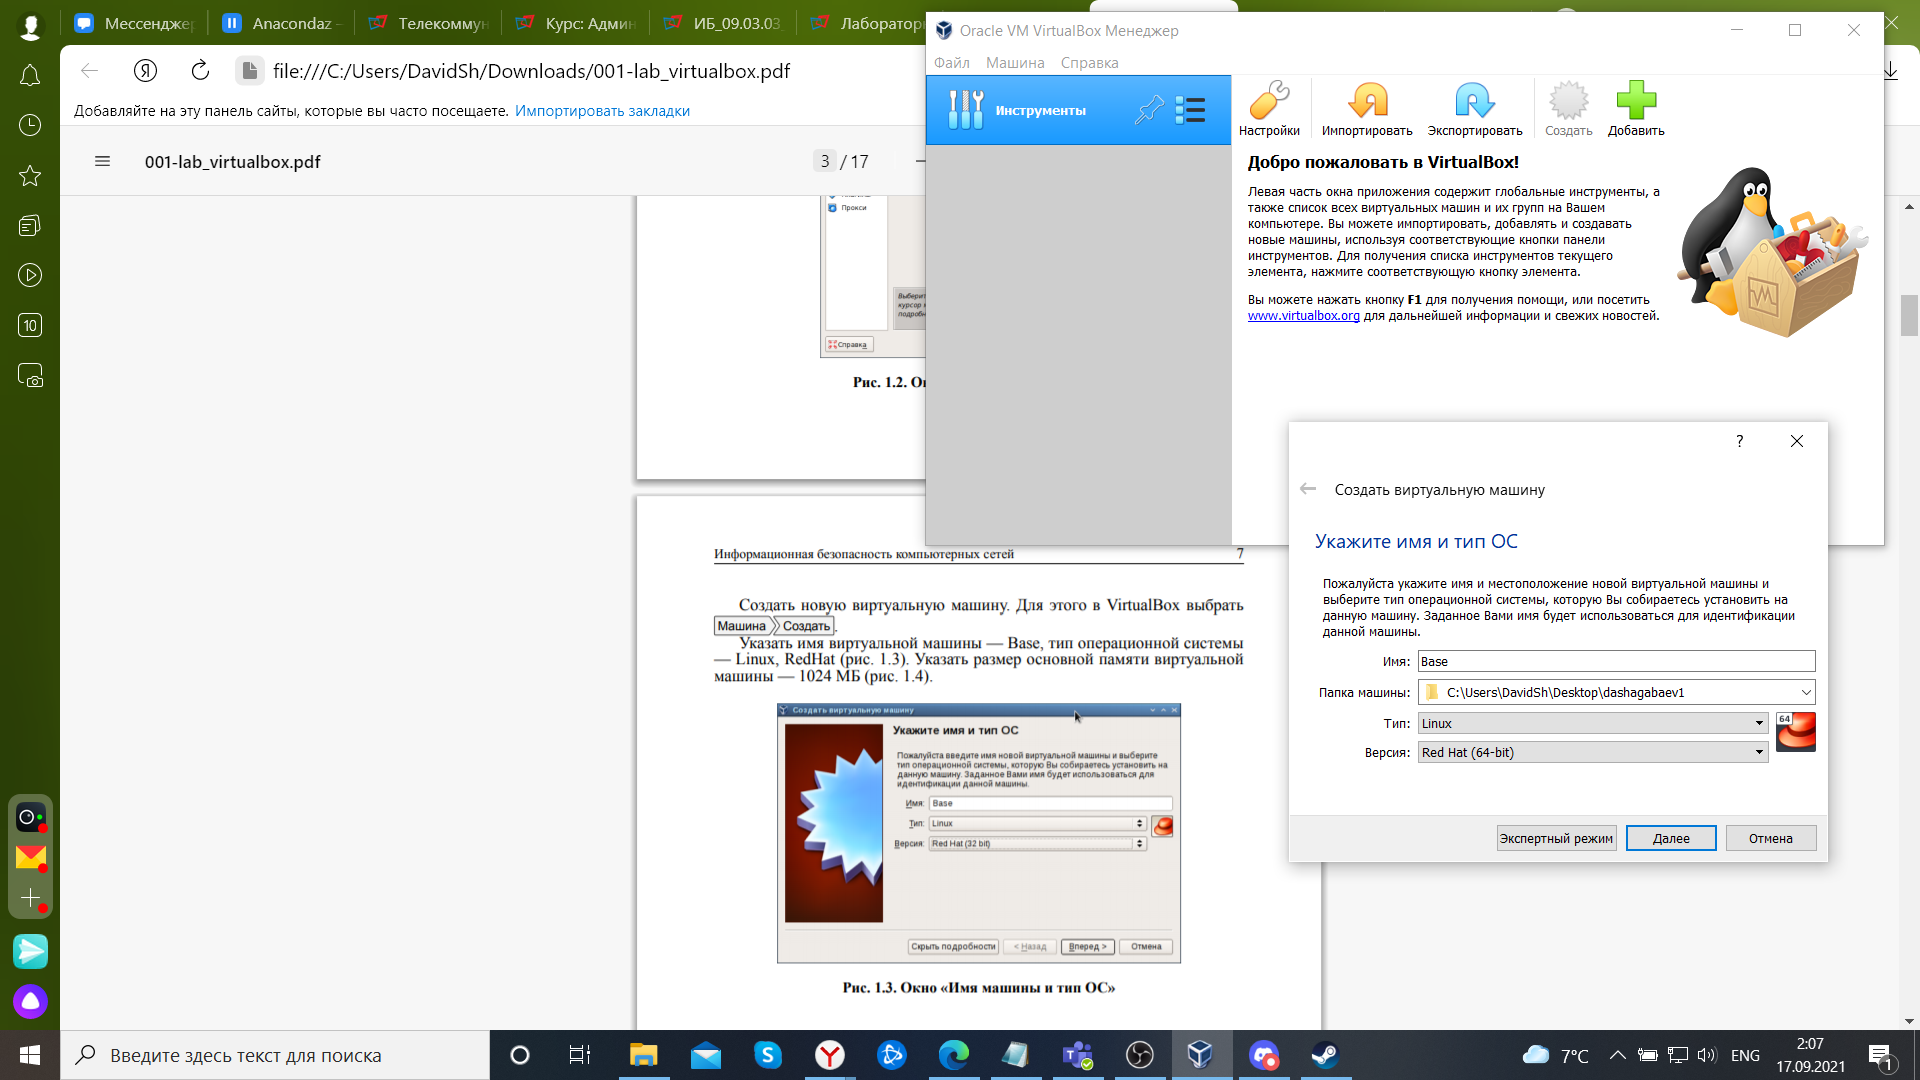 Мессендже
Anacondaz -
Телекоммун
Курс: Админ
ИБ_09.03.03
Лаборатор
file:///C:/Users/DavidSh/Downloads/001-lab_virtualbox.pdf
Добавляйте на эту панель сайты, которые вы часто посещаете. Импортировать закладки
001-lab_virtualbox.pdf
3 / 17
10
Прокси
Выберит
курсор м
подробн
Справка
Рис. 1.2. О
Информационная безопасность компьютерных сетей 7
Создать новую виртуальную машину. Для этого в VirtualBox выбрать
Машина Создать.
Указать имя виртуальной машины — Base, тип операционной системы
— Linux, RedHat (рис. 1.3). Указать размер основной памяти виртуальной
машины — 1024 МБ (рис. 1.4).
Создать виртуальную машину
Укажите имя и тип ОС
Пожалуйста введите имя новой виртуальной машины и выберите
тип операционной системы, которую Вы собираетесь установить на
данную машину. Заданное Вами имя будет использоваться для
идентификации данной машины.
Имя: Base
Тип: Linux
Версия: Red Hat (32 bit)
Скрыть подробности < Назад Вперед > Отмена
Рис. 1.3. Окно «Имя машины и тип ОС»
Oracle VM VirtualBox Менеджер
Файл Машина Справка
Инструменты
Настройки Импортировать Экспортировать Создать Добавить
Добро пожаловать в VirtualBox!
Левая часть окна приложения содержит глобальные инструменты, а
также список всех виртуальных машин и их групп на Вашем
компьютере. Вы можете импортировать, добавлять и создавать
новые машины, используя соответствующие кнопки панели
инструментов. Для получения списка инструментов текущего
элемента, нажмите соответствующую кнопку элемента.
Вы можете нажать кнопку F1 для получения помощи, или посетить
www.virtualbox.org для дальнейшей информации и свежих новостей.
?
Создать виртуальную машину
Укажите имя и тип ОС
Пожалуйста укажите имя и местоположение новой виртуальной машины и
выберите тип операционной системы, которую Вы собираетесь установить на
данную машину. Заданное Вами имя будет использоваться для идентификации
данной машины.
Имя: Base
Папка машины: C:\Users\DavidSh\Desktop\dashagabaev1
Тип: Linux
64
Версия: Red Hat (64-bit)
Экспертный режим Далее Отмена
Введите здесь текст для поиска
7°C
ENG
2:07
17.09.2021
1